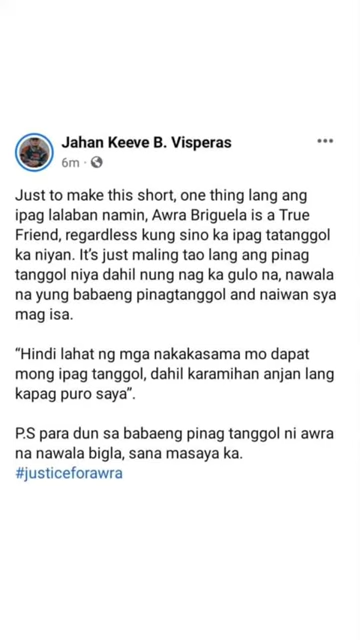 Jahan Keeve B. Visperas
6m ·
Just to make this short, one thing lang ang
ipag lalaban namin, Awra Briguela is a True
Friend, regardless kung sino ka ipag tatanggol
ka niyan. It's just maling tao lang ang pinag
tanggol niya dahil nung nag ka gulo na, nawala
na yung babaeng pinagtanggol and naiwan sya
mag isa.
“Hindi lahat ng mga nakakasama mo dapat
mong ipag tanggol, dahil karamihan anjan lang
kapag puro saya”.
P.S para dun sa babaeng pinag tanggol ni awra
na nawala bigla, sana masaya ka.
#justiceforawra